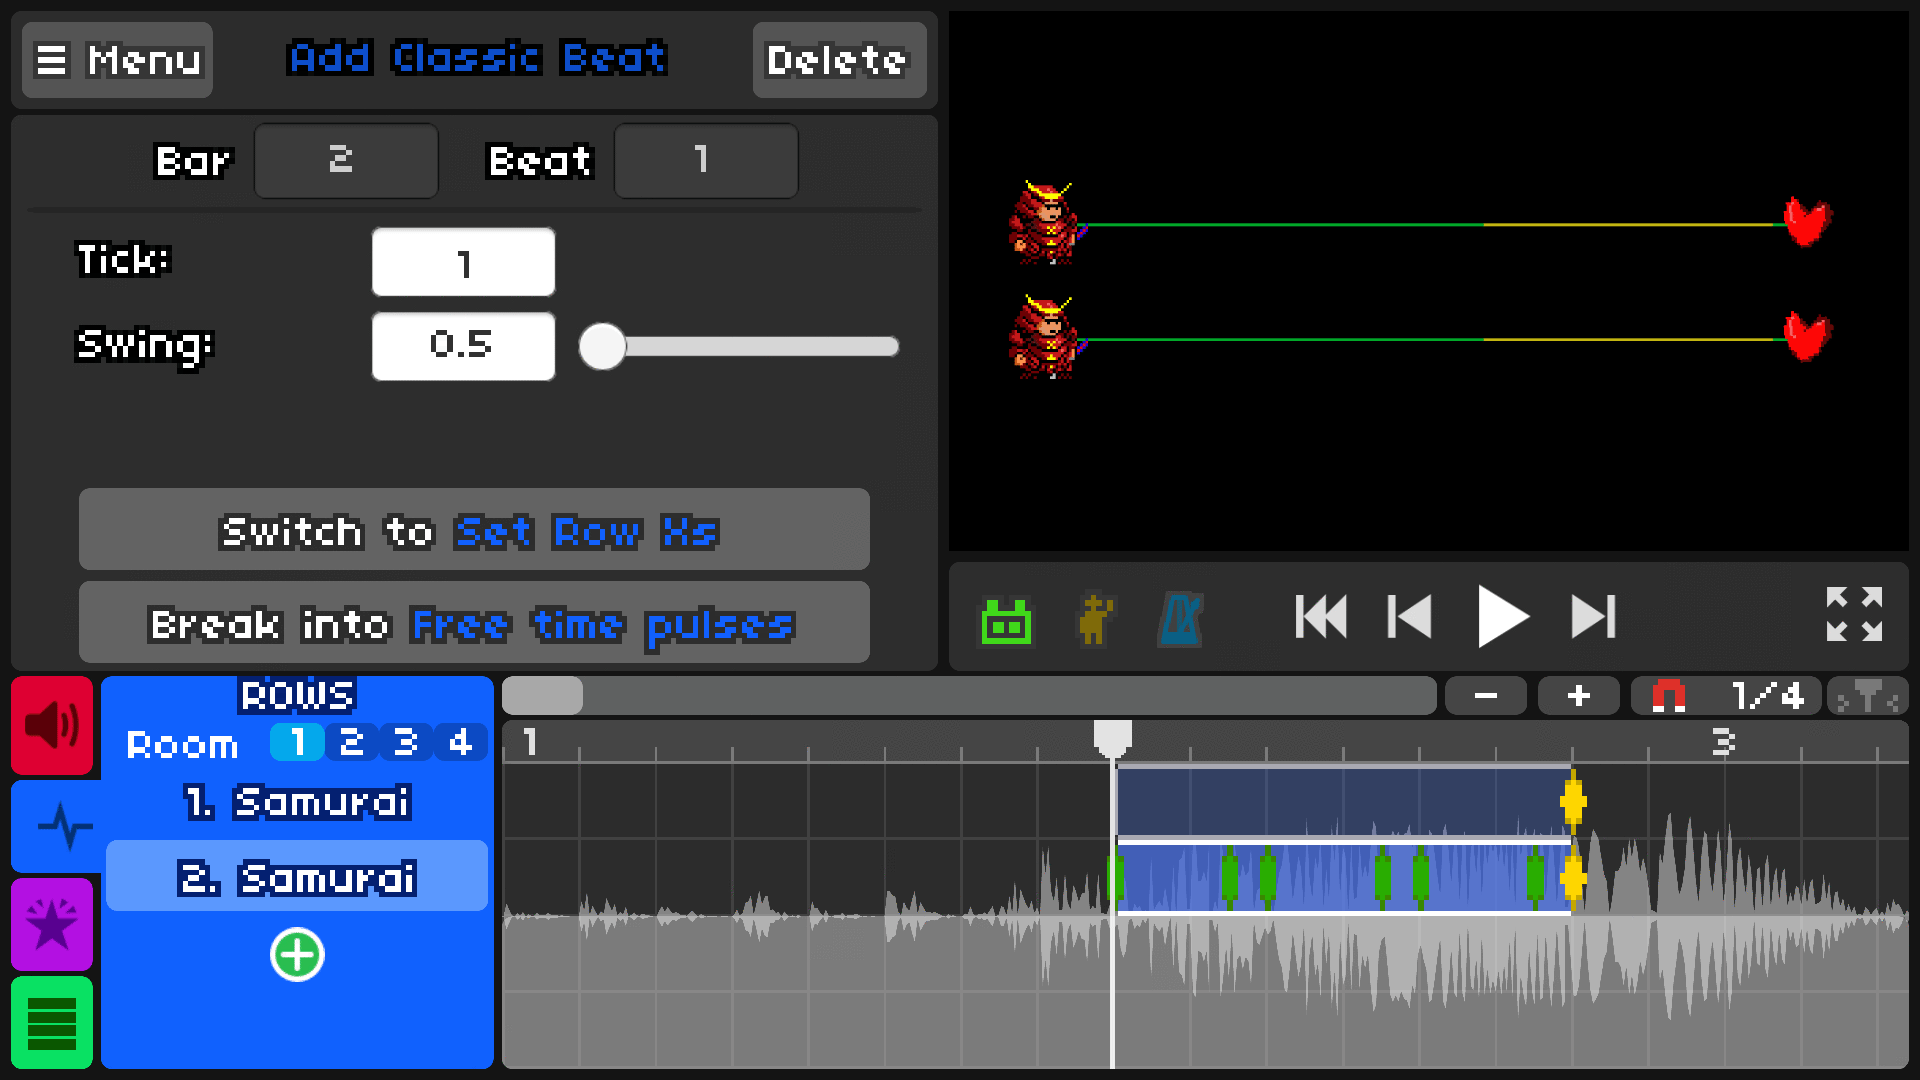 Menu
Add Classic Beat
Delete
Bar 2 Beat 1
Tick: 1
Swing: 0.5
Switch to Set Row Xs
Break into Free time pulses
ROWS
Room 1 2 3 4
1. Samurai
2. Samurai
- + 1/4
1 3